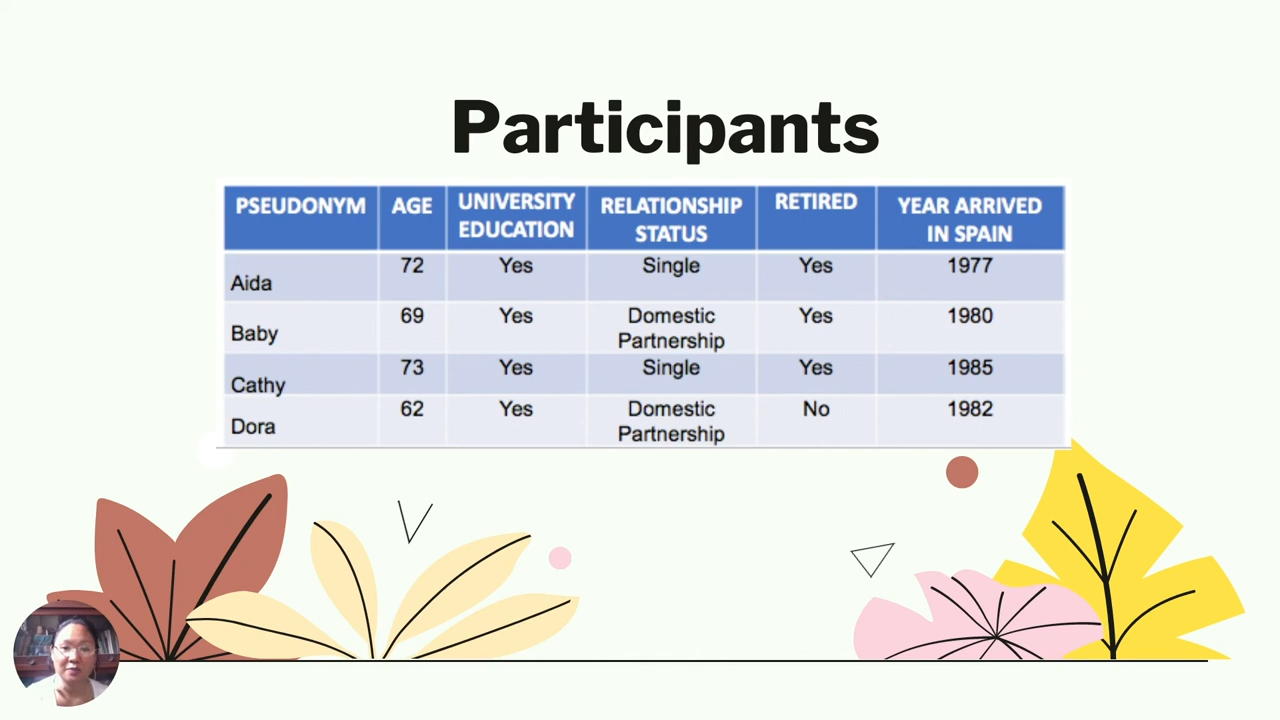 Participants
PSEUDONYM AGE UNIVERSITY EDUCATION RELATIONSHIP STATUS RETIRED YEAR ARRIVED IN SPAIN
Aida 72 Yes Single Yes 1977
Baby 69 Yes Domestic Partnership Yes 1980
Cathy 73 Yes Single Yes 1985
Dora 62 Yes Domestic Partnership No 1982